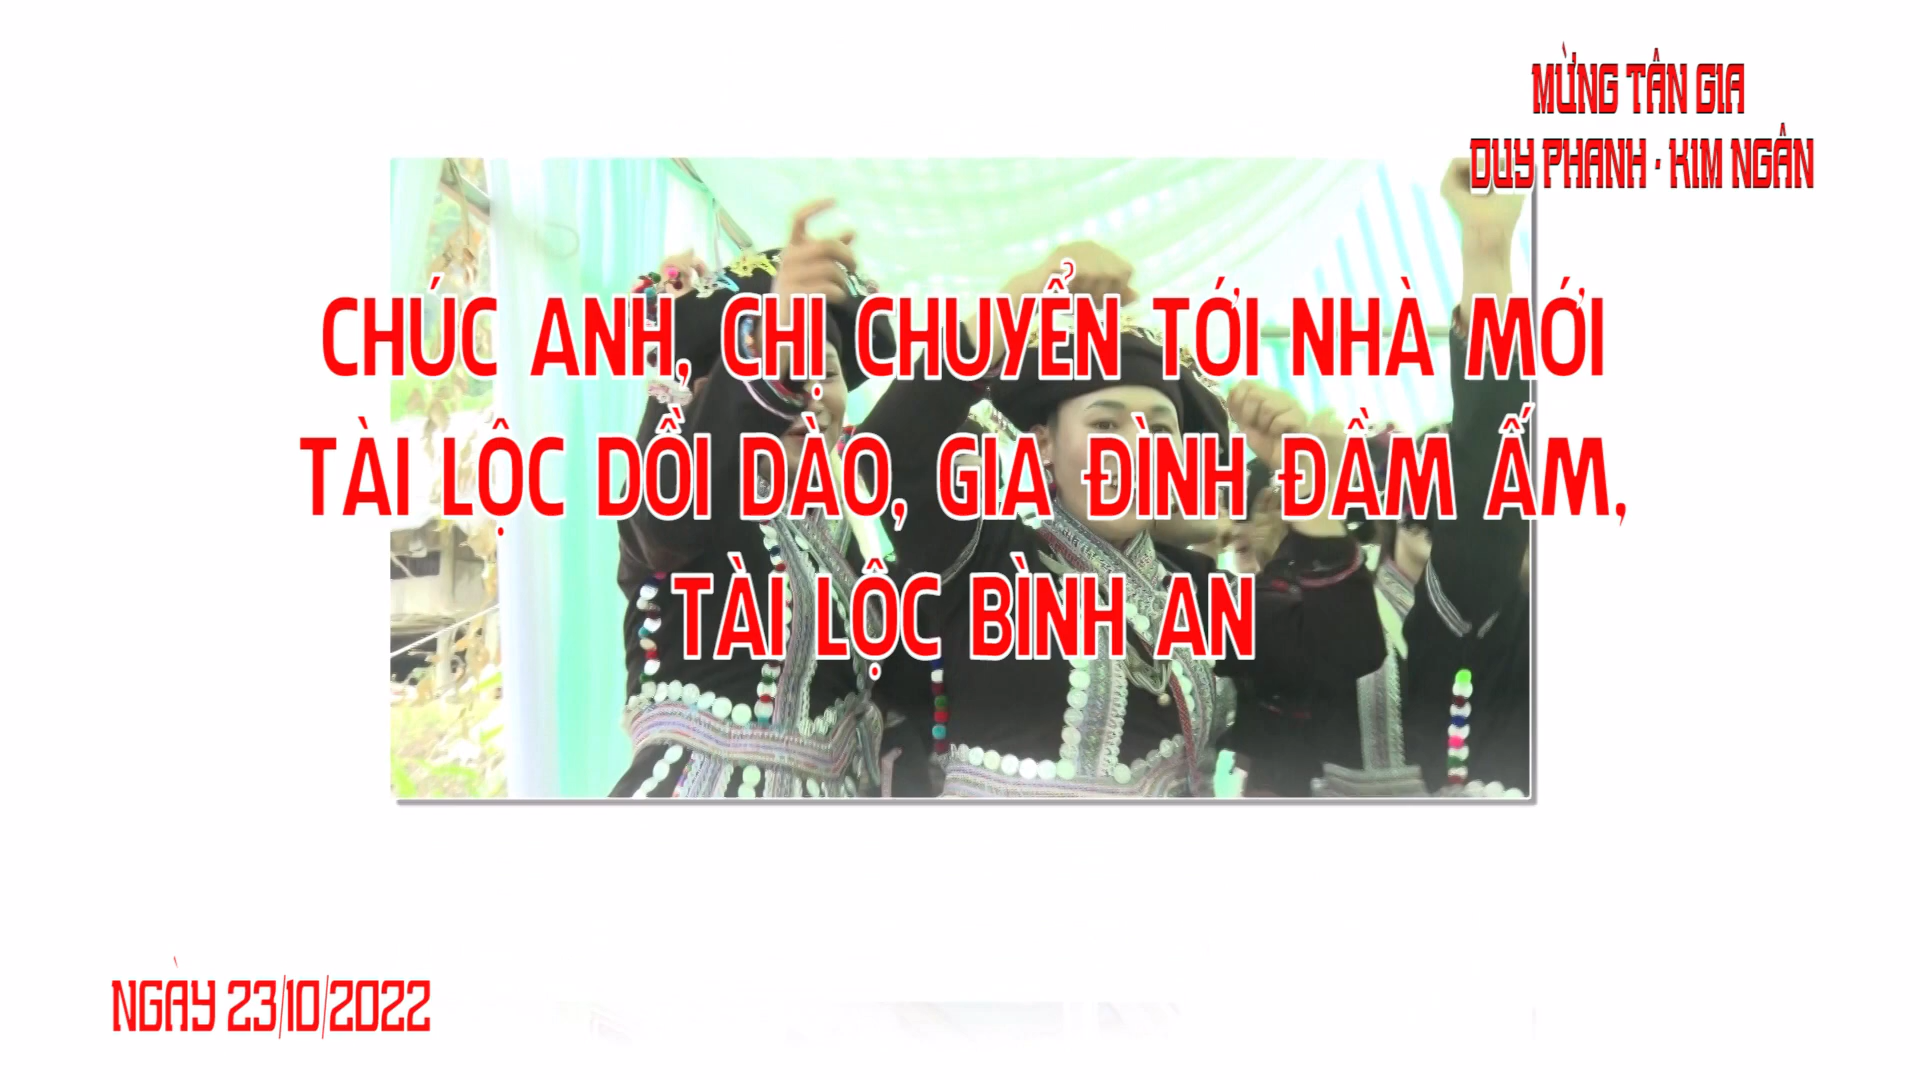 MỪNG TÂN GIA
DUY PHANH - KIM NGÂN
CHÚC ANH, CHỊ CHUYỂN TỚI NHÀ MỚI
TÀI LỘC DỒI DÀO, GIA ĐÌNH ĐẦM ẤM,
TÀI LỘC BÌNH AN
NGÀY 23/10/2022